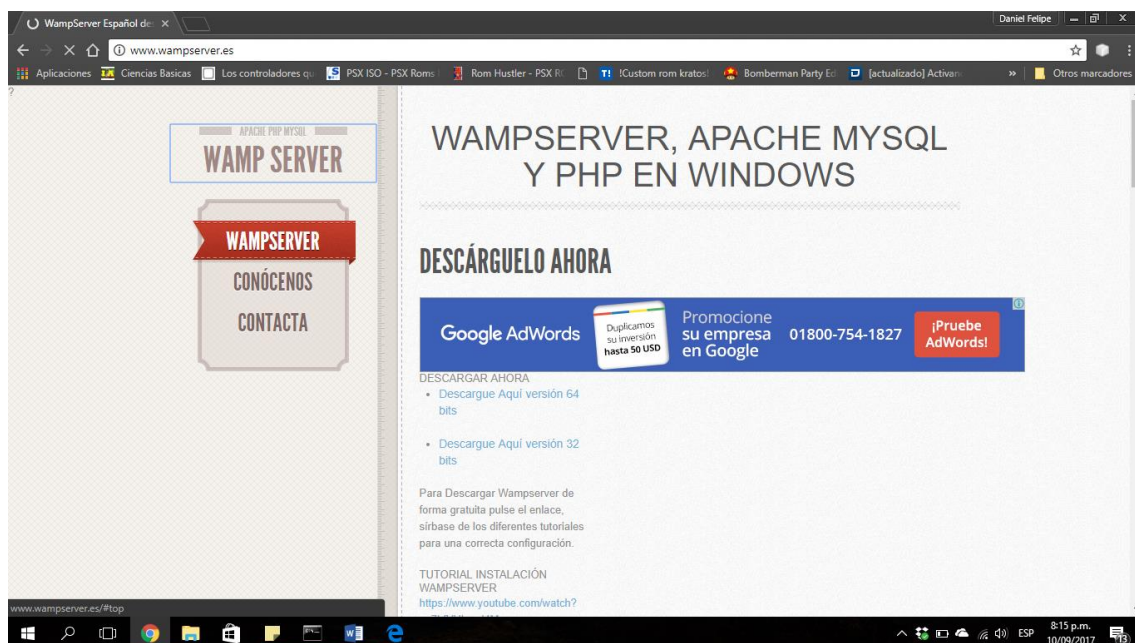 WampServer Español de
Daniel Felipe
www.wampserver.es
Aplicaciones
Ciencias Basicas
Los controladores qu
PSX ISO - PSX Roms
Rom Hustler - PSX R
!Custom rom kratos!
Bomberman Party Ed
[actualizado] Activan
»
Otros marcadores
?
APACHE PHP MYSQL
WAMP SERVER
WAMPSERVER
CONÓCENOS
CONTACTA
WAMPSERVER, APACHE MYSQL
Y PHP EN WINDOWS
DESCÁRGUELO AHORA
Google AdWords
Duplicamos
su inversión
hasta 50 USD
Promocione
su empresa
en Google
01800-754-1827
¡Pruebe
AdWords!
DESCARGAR AHORA
Descargue Aquí versión 64
bits
Descargue Aquí versión 32
bits
Para Descargar Wampserver de
forma gratuita pulse el enlace,
sírbase de los diferentes tutoriales
para una correcta configuración.
TUTORIAL INSTALACIÓN
WAMPSERVER
https://www.youtube.com/watch?
www.wampserver.es/#top
ESP
8:15 p.m.
10/09/2017
13